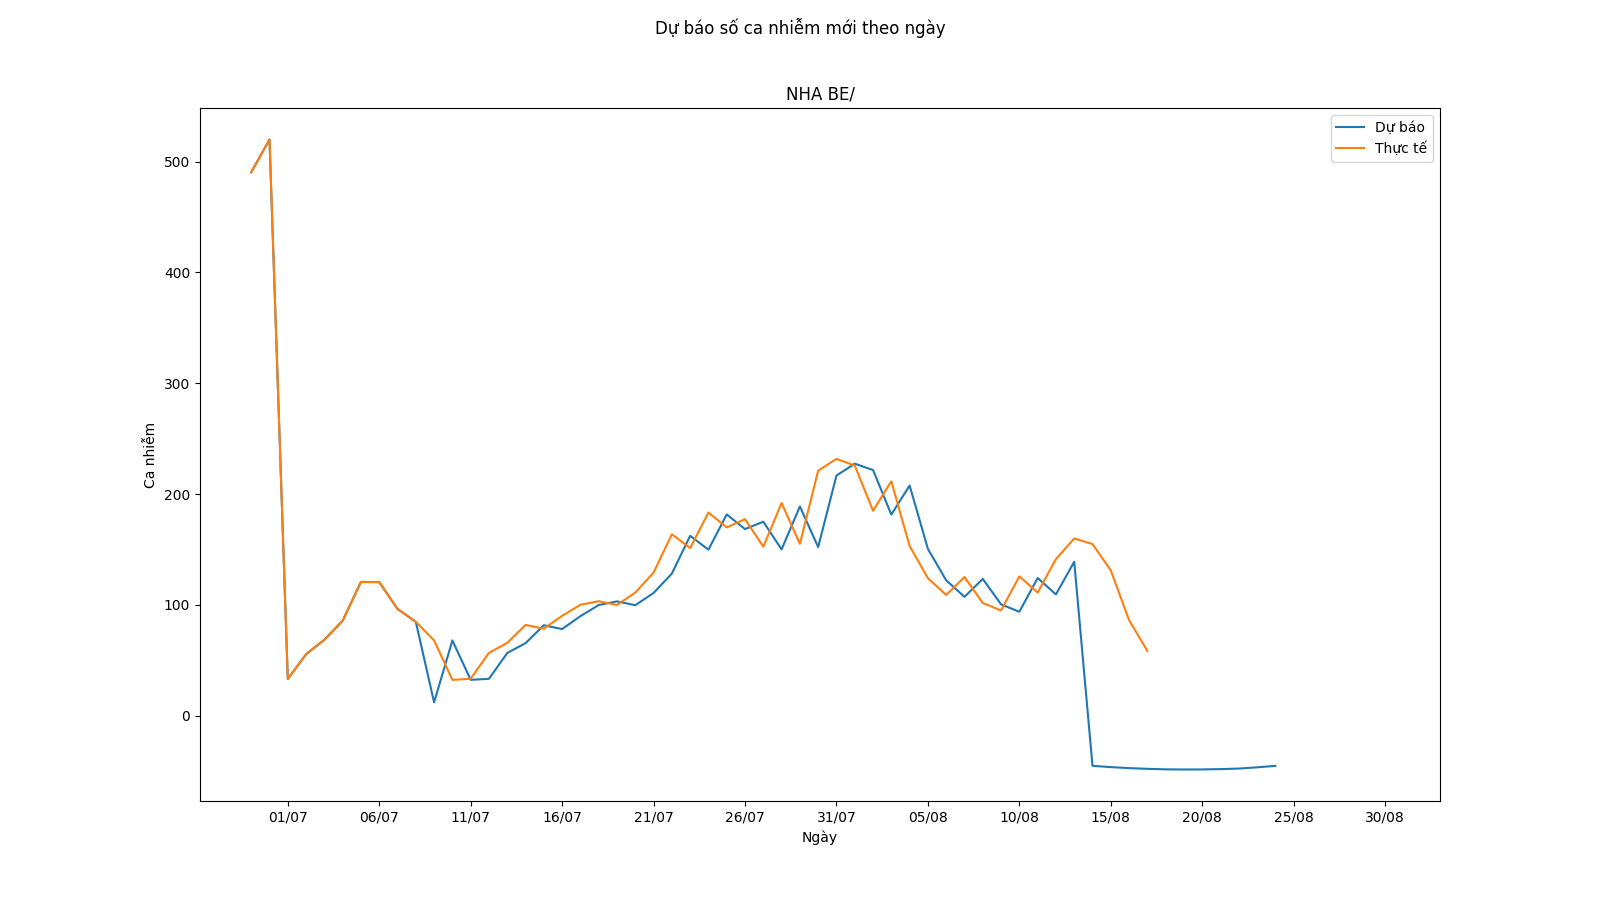 Dự báo số ca nhiễm mới theo ngày
NHA BE/
Dự báo
Thực tế
500
400
300
200
100
0
Ca nhiễm
01/07 06/07 11/07 16/07 21/07 26/07 31/07 05/08 10/08 15/08 20/08 25/08 30/08
Ngày